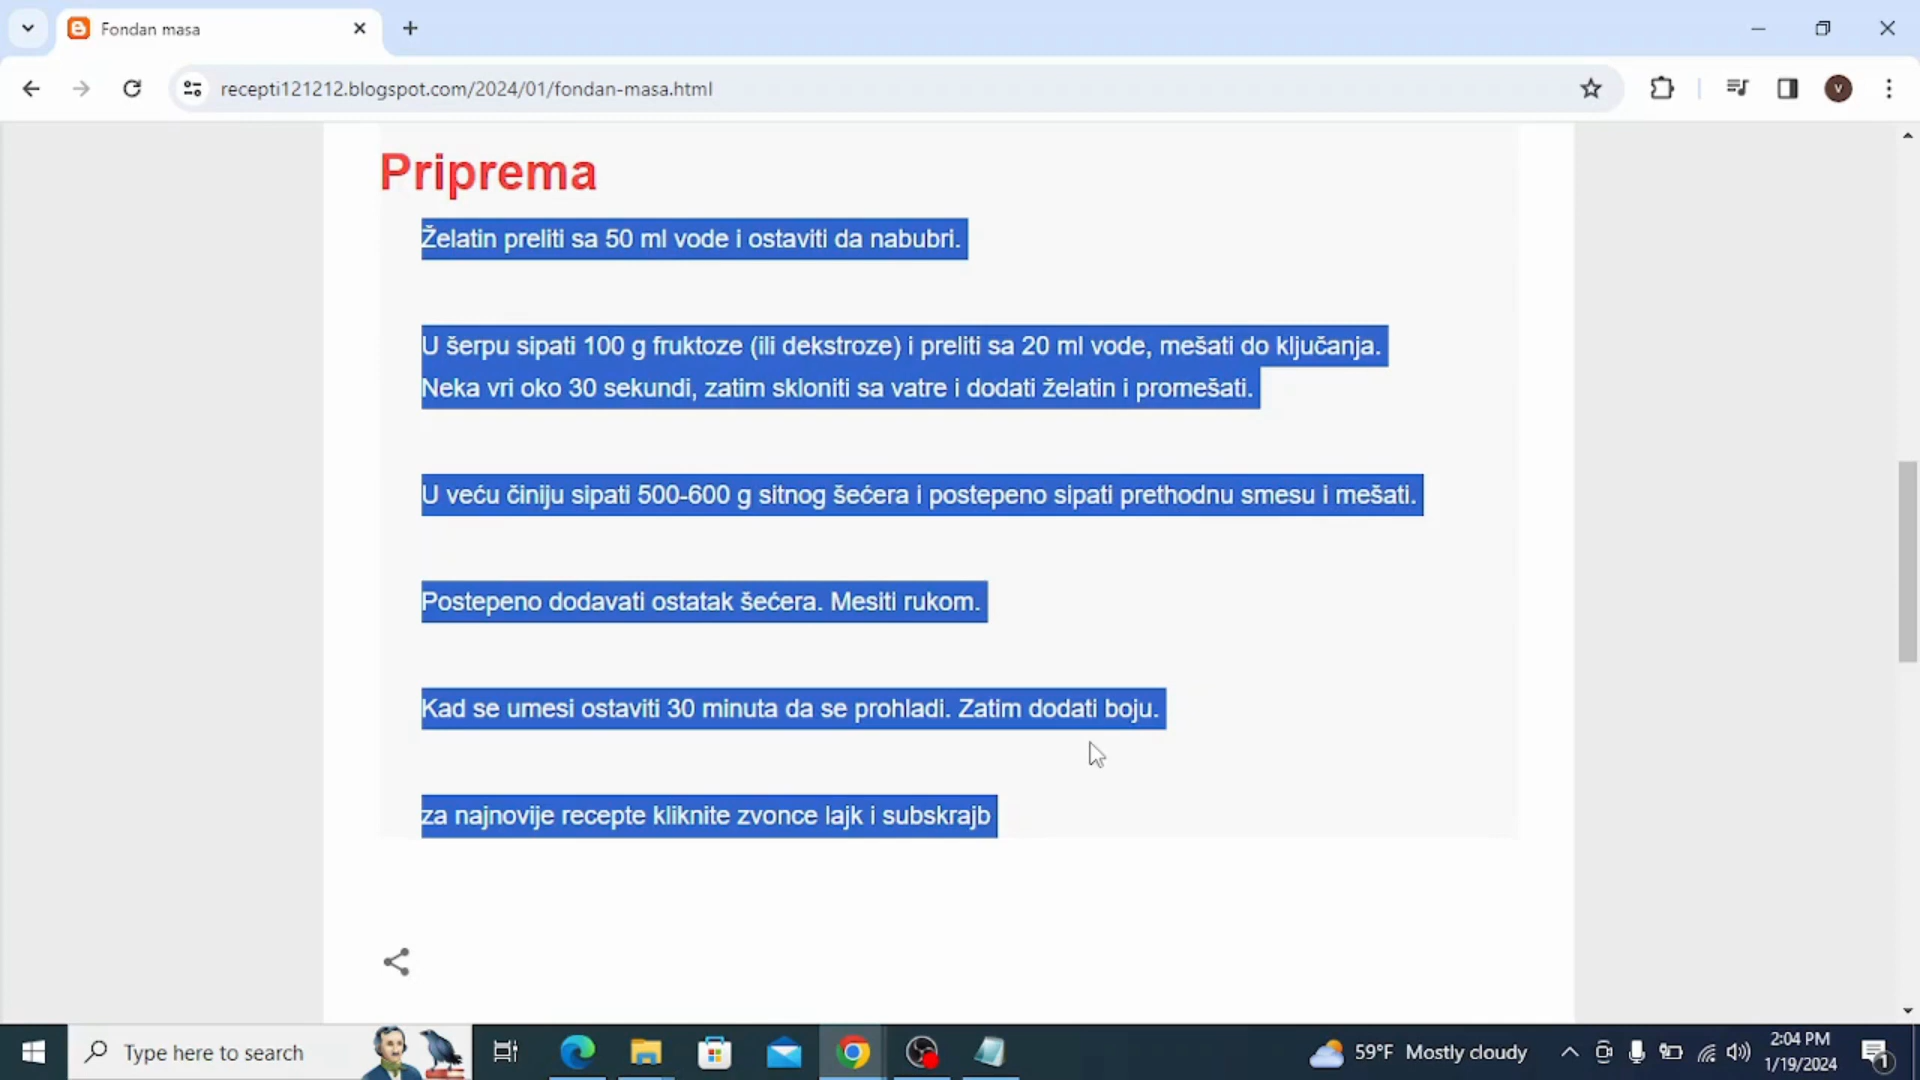 Fondan masa
recepti121212.blogspot.com/2024/01/fondan-masa.html
V
Priprema
Želatin preliti sa 50 ml vode i ostaviti da nabubri.
U šerpu sipati 100 g fruktoze (ili dekstroze) i preliti sa 20 ml vode, mešati do ključanja.
Neka vri oko 30 sekundi, zatim skloniti sa vatre i dodati želatin i promešati.
U veću činiju sipati 500-600 g sitnog šećera i postepeno sipati prethodnu smesu i mešati.
Postepeno dodavati ostatak šećera. Mesiti rukom.
Kad se umesi ostaviti 30 minuta da se prohladi. Zatim dodati boju.
za najnovije recepte kliknite zvonce lajk i subskrajb
Type here to search
59°F Mostly cloudy
2:04 PM
1/19/2024
1